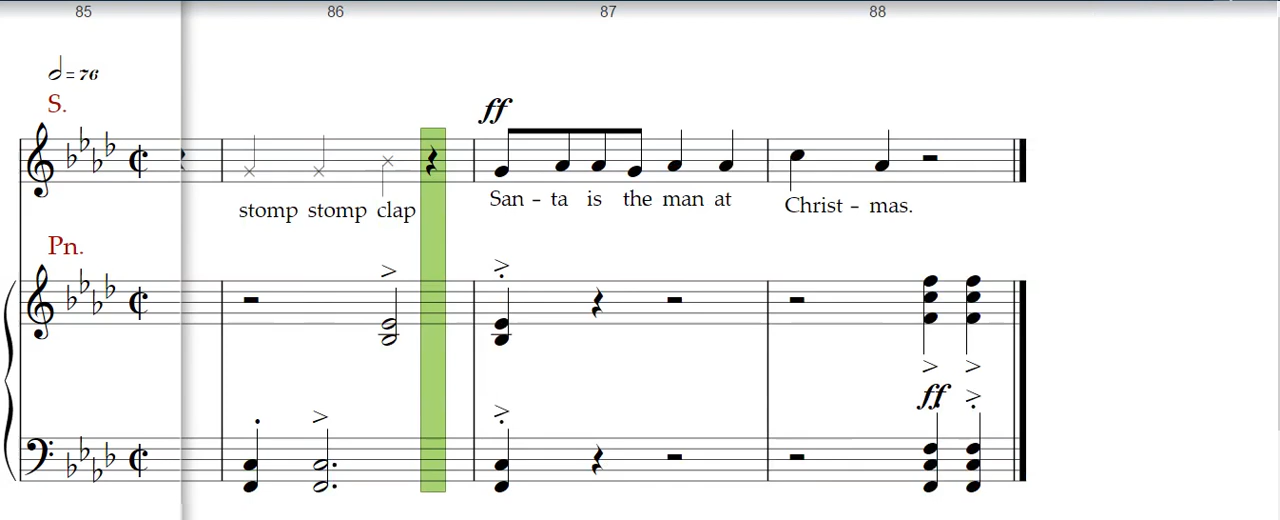 85 86 87 88
= 76
S.
ff
San - ta is the man at Christ - mas.
stomp stomp clap
Pn.
ff